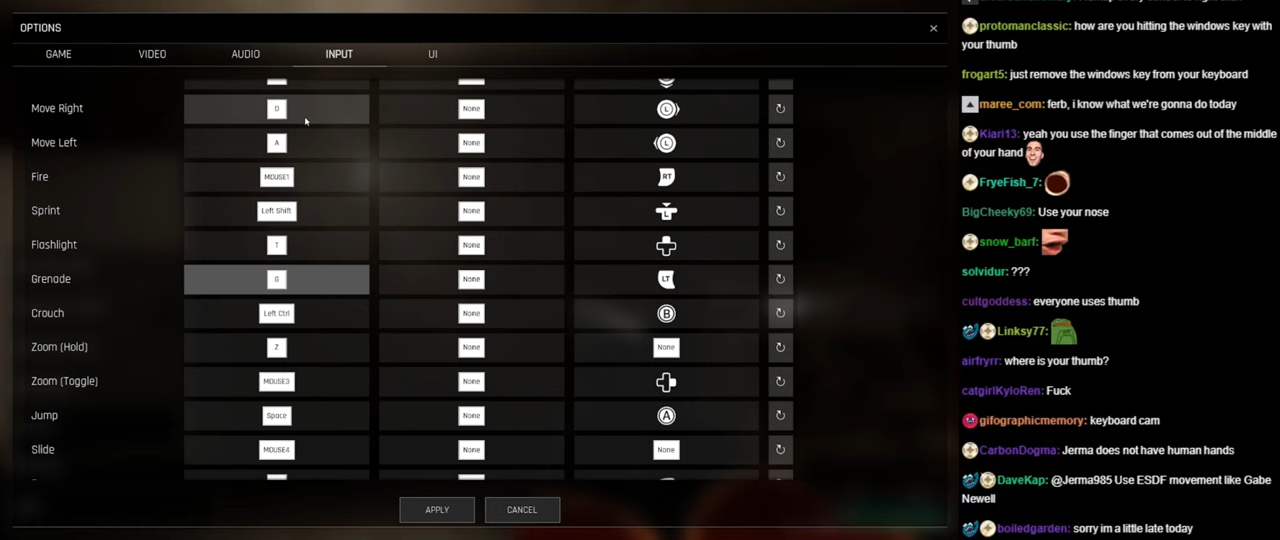 OPTIONS
GAME VIDEO AUDIO INPUT UI
Move Right D None L
Move Left A None L
Fire MOUSE1 None RT
Sprint Left Shift None L
Flashlight T None
Grenade G None LT
Crouch Left Ctrl None B
Zoom (Hold) Z None None
Zoom (Toggle) MOUSE3 None
Jump Space None A
Slide MOUSE4 None None
APPLY CANCEL
protomanclassic: how are you hitting the windows key with
your thumb
frogart5: just remove the windows key from your keyboard
maree_com: ferb, i know what we're gonna do today
Kiari13: yeah you use the finger that comes out of the middle
of your hand
FryeFish_7:
BigCheeky69: Use your nose
snow_barf:
solvidur: ???
cultgoddess: everyone uses thumb
Linksy77:
airfryrr: where is your thumb?
catgirlKyloRen: Fuck
gifographicmemory: keyboard cam
CarbonDogma: Jerma does not have human hands
DaveKap: @Jerma985 Use ESDF movement like Gabe
Newell
boiledgarden: sorry im a little late today